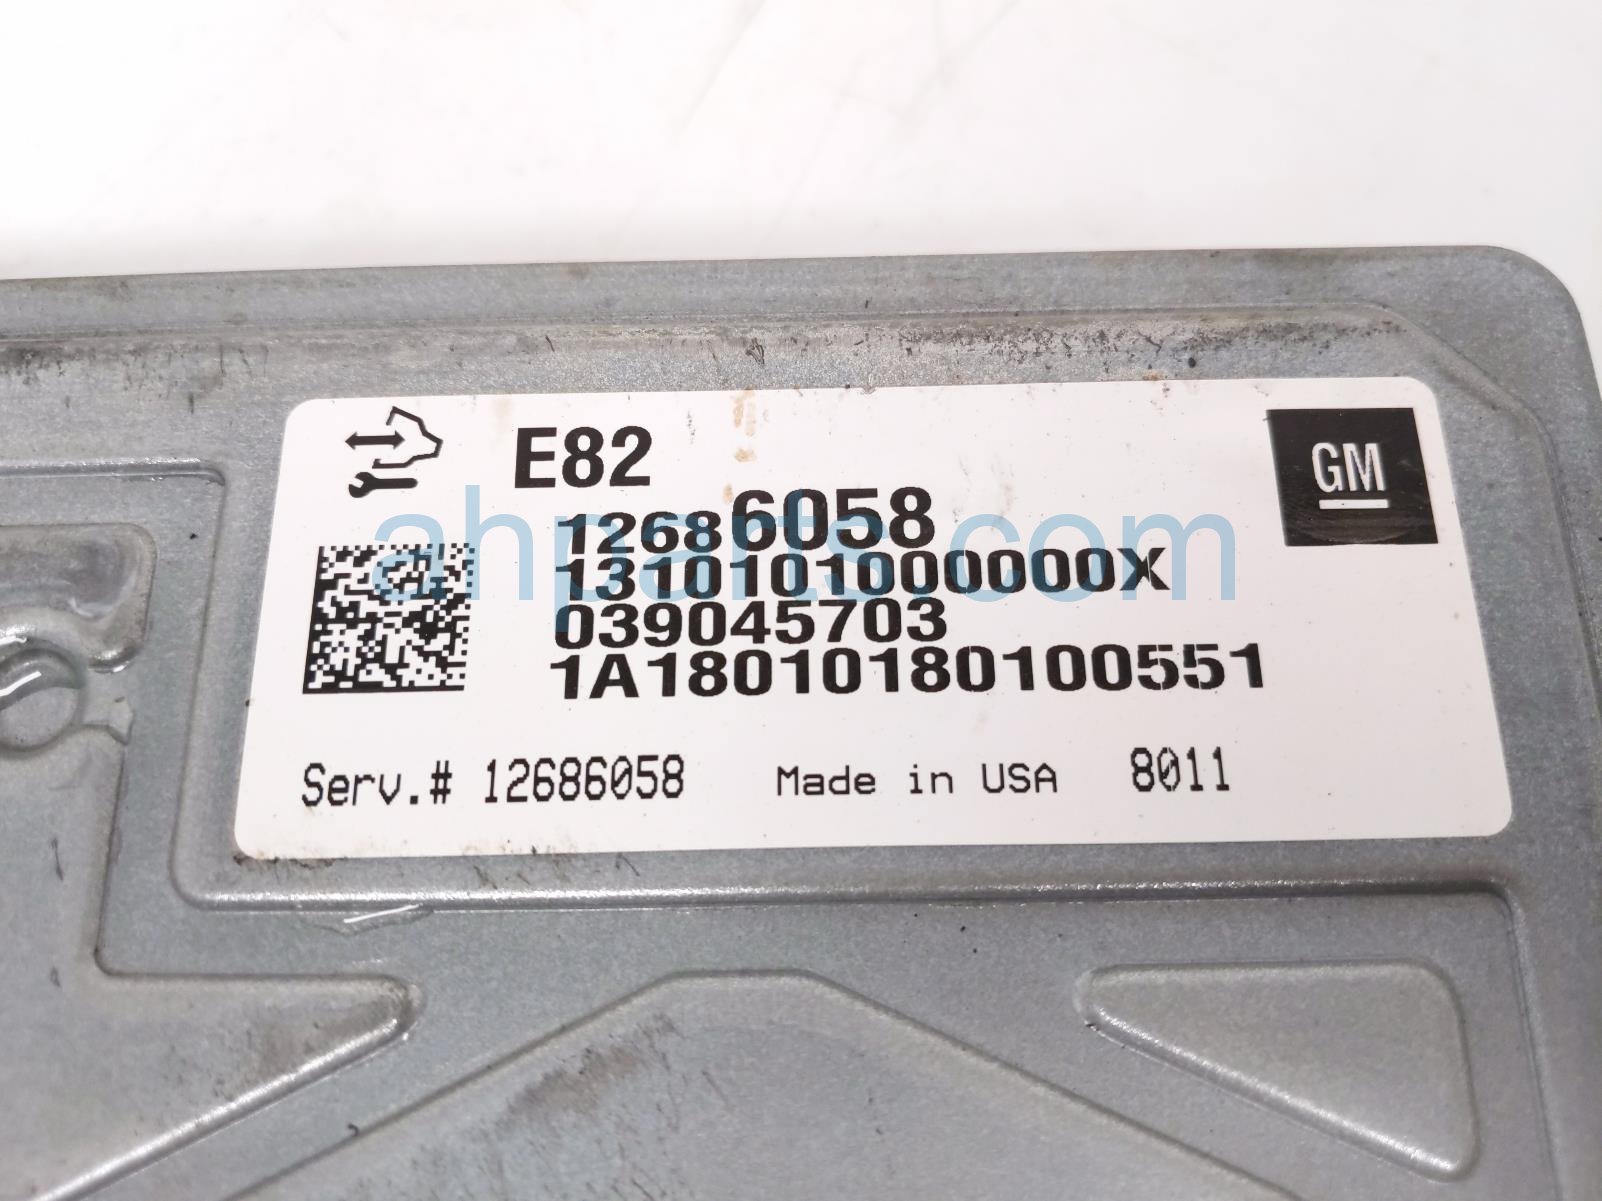 E82
GM
12686058
1310101000000X
039045703
1A18010180100551
Serv.# 12686058 Made in USA 8011
ahparts.com